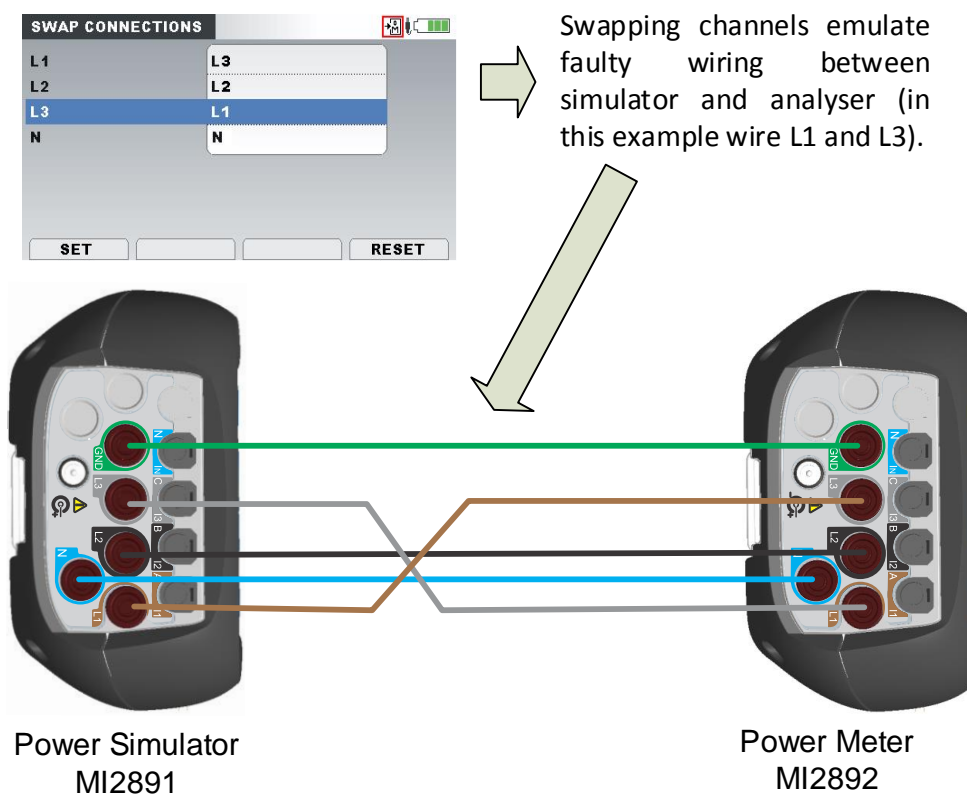 SWAP CONNECTIONS
L1 L3
L2 L2
L3 L1
N N
SET RESET
Swapping channels emulate
faulty wiring between
simulator and analyser (in
this example wire L1 and L3).
GND
N
IN
L3
C
I3
L2
B
I2
N
A
L1
I1
GND
N
IN
L3
C
I3
L2
B
I2
N
A
L1
I1
Power Simulator
MI2891
Power Meter
MI2892